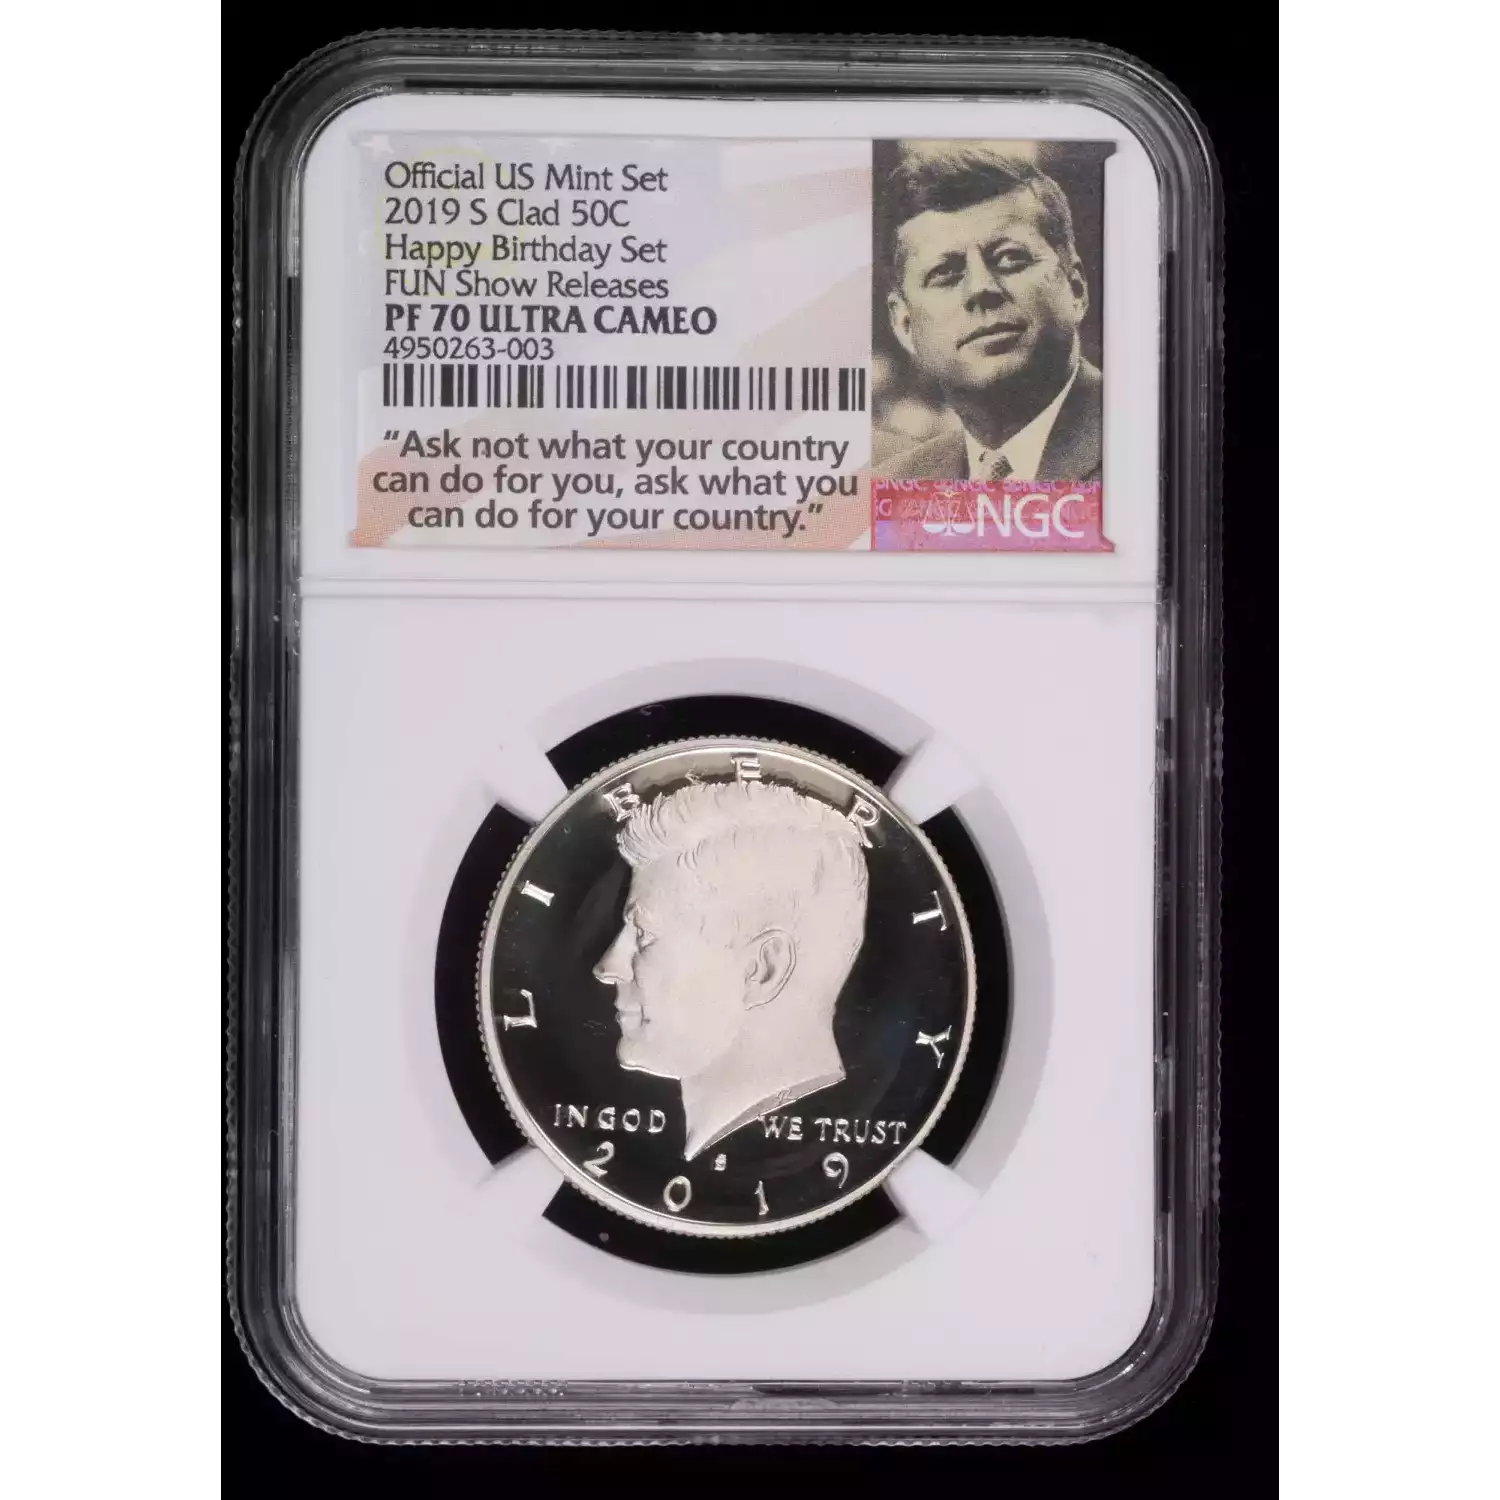 Official US Mint Set
2019 S Clad 50C
Happy Birthday Set
FUN Show Releases
PF 70 ULTRA CAMEO
4950263-003
“Ask not what your country
can do for you, ask what you
can do for your country.”
NGC
LIBERTY
IN GOD WE TRUST
S
2019